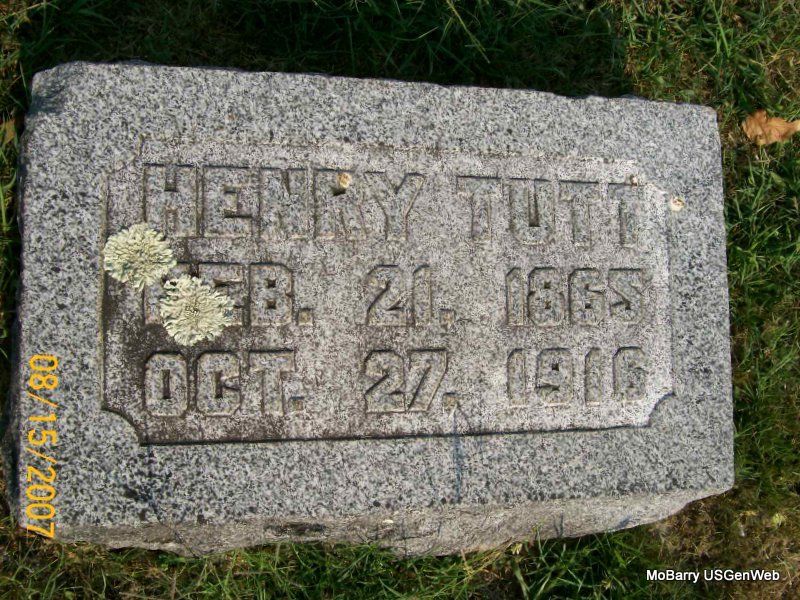 HENRY TUTT
FEB. 21. 1865
OCT. 27, 1916
08/15/2007
MoBarry USGenWeb